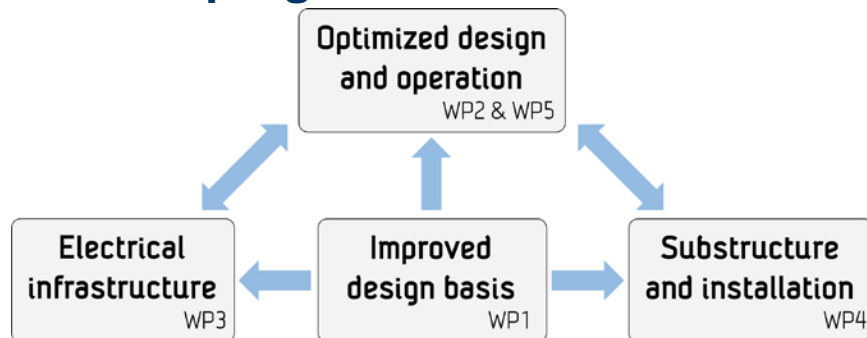 Optimized design
and operation
WP2 & WP5
Electrical
infrastructure
WP3
Improved
design basis
WP1
Substructure
and installation
WP4